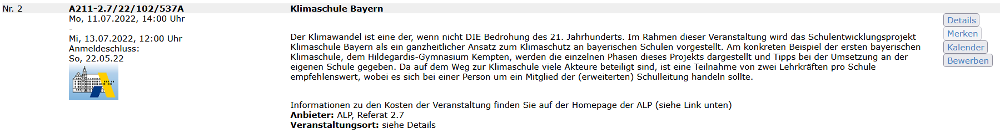 Nr. 2 A211-2.7/22/102/537A Klimaschule Bayern
Mo, 11.07.2022, 14:00 Uhr
-
Mi, 13.07.2022, 12:00 Uhr
Anmeldeschluss:
So, 22.05.22
Der Klimawandel ist eine der, wenn nicht DIE Bedrohung des 21. Jahrhunderts. Im Rahmen dieser Veranstaltung wird das Schulentwicklungsprojekt
Klimaschule Bayern als ein ganzheitlicher Ansatz zum Klimaschutz an bayerischen Schulen vorgestellt. Am konkreten Beispiel der ersten bayerischen
Klimaschule, dem Hildegardis-Gymnasium Kempten, werden die einzelnen Phasen dieses Projekts dargestellt und Tipps bei der Umsetzung an der
eigenen Schule gegeben. Da auf dem Weg zur Klimaschule viele Akteure beteiligt sind, ist eine Teilnahme von zwei Lehrkräften pro Schule
empfehlenswert, wobei es sich bei einer Person um ein Mitglied der (erweiterten) Schulleitung handeln sollte.
Informationen zu den Kosten der Veranstaltung finden Sie auf der Homepage der ALP (siehe Link unten)
Anbieter: ALP, Referat 2.7
Veranstaltungsort: siehe Details
Details
Merken
Kalender
Bewerben